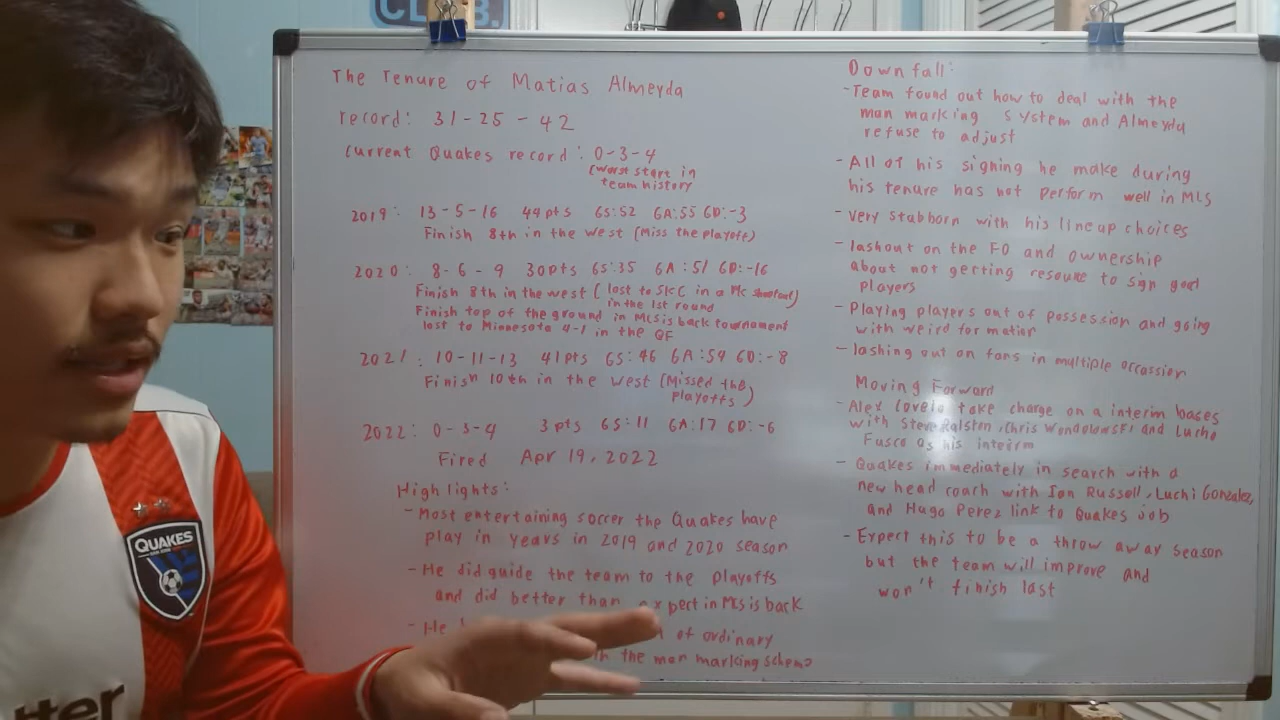 CLUB.
The Tenure of Matias Almeyda
record: 31-25-42
Current Quakes record: 0-3-4
(worst start in
team history
2019: 13-5-16 44pts GS:52 GA:55 GD:-3
Finish 8th in the west (Miss the playoff)
2020: 8-6-9 30pts GS:35 GA:51 GD:-16
Finish 8th in the west (lost to SKC in a
in the 1st round
Finish top of the ground in MLS is back tournament
lost to Minnesota 4-1 in the QF
2021: 10-11-13 41pts GS:46 GA:54 GD:-8
Finish 10th in the west (Missed the
playoffs)
2022: 0-3-4 3pts GS:11 GA:17 GD:-6
Fired Apr 19, 2022
Highlights:
-Most entertaining soccer the Quakes have
play in years in 2019 and 2020 season
-He did guide the team to the playoffs
and did better than expert in MLS is back
-He of ordinary
the man marking scheme
Downfall:
-Team found out how to deal with the
man marking system and Almeyda
refuse to adjust
-All of his signing he make during
his tenure has not perform well in MLS
-very stubborn with his lineup choices
-lashout on the FO and ownership
about not getting resource to sign good
players
-Playing players out of possession and going
with weird formation
-lashing out on fans in multiple occassion
Moving Forward
-Alex Covelo take charge on a interim bases
with Steve Ralston, Chris Wondolowski and Lucho
Fusco as his interim
-Quakes immediately in search with a
new head coach with Ian Russell, Luchi Gonzalez,
and Hugo Perez link to Quakes job
-Expert this to be a throw away season
but the team will improve and
won't finish last
QUAKES
SAN JOSE
tter